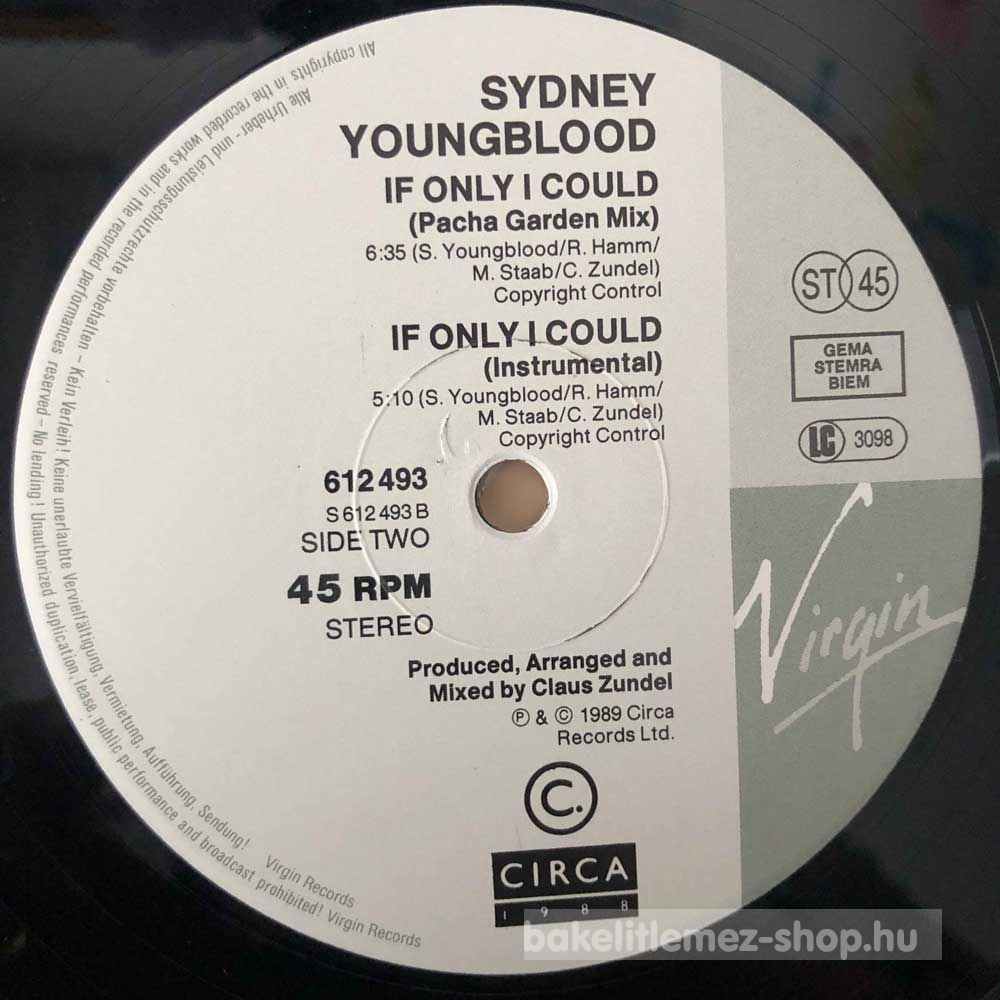 SYDNEY
YOUNGBLOOD
IF ONLY I COULD
(Pacha Garden Mix)
6:35 (S. Youngblood/R. Hamm/
M. Staab/C. Zundel)
Copyright Control
IF ONLY I COULD
(Instrumental)
5:10 (S. Youngblood/R. Hamm/
M. Staab/C. Zundel)
Copyright Control
612 493
S 612 493 B
SIDE TWO
45 RPM
STEREO
Produced, Arranged and
Mixed by Claus Zundel
℗ & © 1989 Circa
Records Ltd.
C.
CIRCA
1988
ST 45
GEMA
STEMRA
BIEM
LC 3098
Virgin
Alle Urheber- und Leistungsschutzrechte vorbehalten – Kein Verleih! Keine unerlaubte Vervielfältigung, Vermietung, Aufführung, Sendung! Virgin Records
All copyrights in the recorded works and in the recorded performances reserved – No lending! Unauthorized duplication, lease, public performance and broadcast prohibited! Virgin Records
bakelitlemez-shop.hu